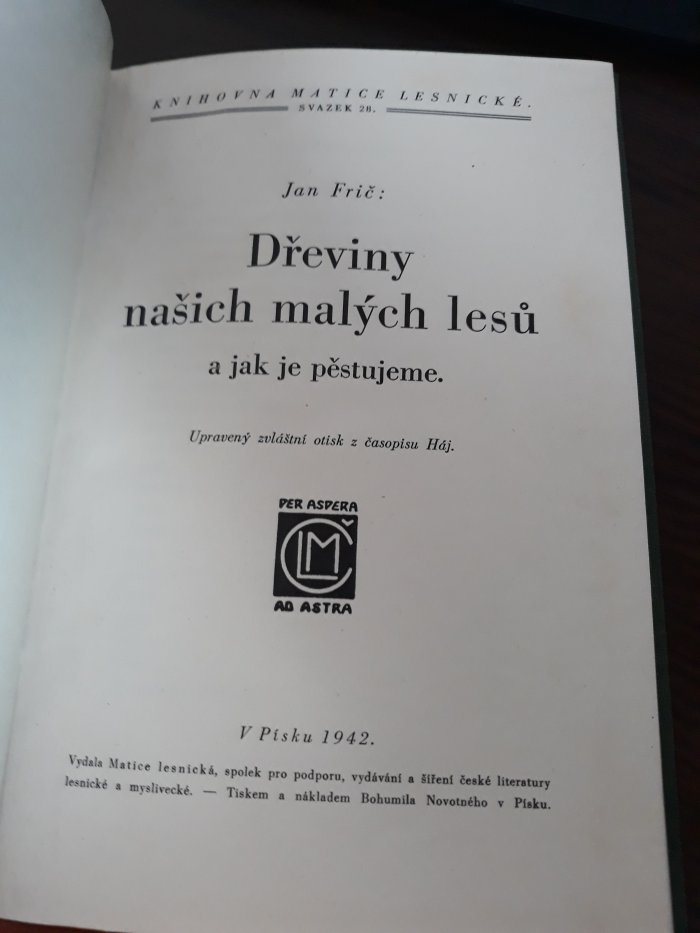 KNIHOVNA MATICE LESNICKÉ.
SVAZEK 28.
Jan Frič:
Dřeviny
našich malých lesů
a jak je pěstujeme.
Upravený zvláštní otisk z časopisu Háj.
PER ASPERA
ČLM
AD ASTRA
V Písku 1942.
Vydala Matice lesnická, spolek pro podporu, vydávání a šíření české literatury
lesnické a myslivecké. — Tiskem a nákladem Bohumila Novotného v Písku.